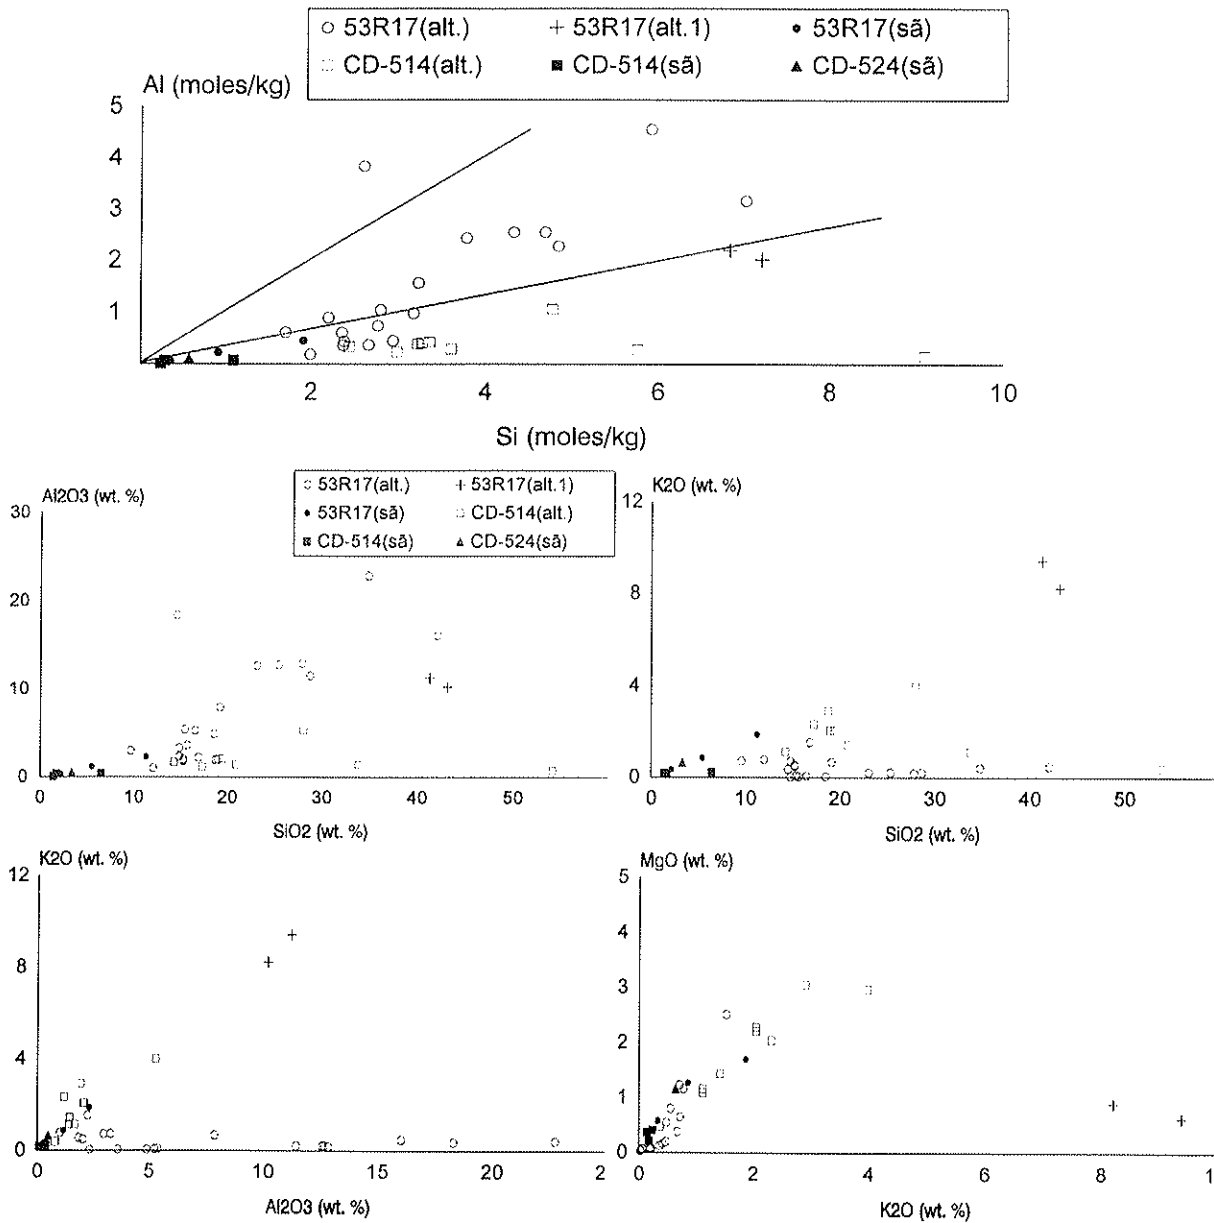 53R17(alt.) 53R17(alt.1) 53R17(sã)
CD-514(alt.) CD-514(sã) CD-524(sã)
Al (moles/kg)
5
4
3
2
1
2 4 6 8 10
Si (moles/kg)
53R17(alt.) 53R17(alt.1)
53R17(sã) CD-514(alt.)
CD-514(sã) CD-524(sã)
Al2O3 (wt. %)
30
20
10
0
0 10 20 30 40 50
SiO2 (wt. %)
K2O (wt. %)
12
8
4
0
0 10 20 30 40 50
SiO2 (wt. %)
K2O (wt. %)
12
8
4
0
0 5 10 15 20 2
Al2O3 (wt. %)
MgO (wt. %)
5
4
3
2
1
0
0 2 4 6 8 1
K2O (wt. %)